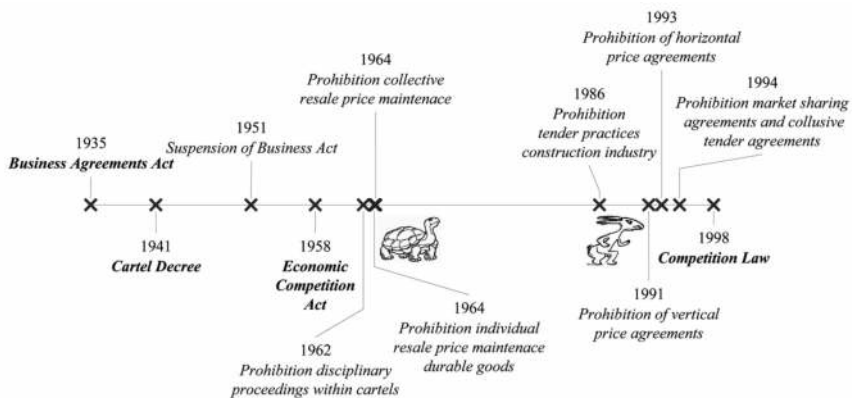 1935
Business Agreements Act
1941
Cartel Decree
1951
Suspension of Business Act
1958
Economic
Competition
Act
1962
Prohibition disciplinary
proceedings within cartels
1964
Prohibition collective
resale price maintenace
1964
Prohibition individual
resale price maintenace
durable goods
1986
Prohibition
tender practices
construction industry
1991
Prohibition of vertical
price agreements
1993
Prohibition of horizontal
price agreements
1994
Prohibition market sharing
agreements and collusive
tender agreements
1998
Competition Law